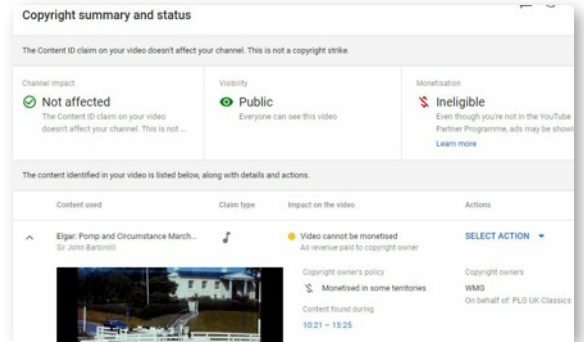 Copyright summary and status
The Content ID claim on your video doesn't affect your channel. This is not a copyright strike.
Channel impact
Not affected
The Content ID claim on your video
doesn't affect your channel. This is not ...
Visibility
Public
Everyone can see this video
Monetisation
Ineligible
Even though you're not in the YouTube
Partner Programme, ads may be showi
Learn more
The content identified in your video is listed below, along with details and actions.
Content used
Claim type
Impact on the video
Actions
Elgar: Pomp and Circumstance March...
Sir John Barbirolli
Video cannot be monetised
Ad revenue paid to copyright owner
SELECT ACTION
Copyright owner's policy
Monetised in some territories
Content found during
10:21 – 15:25
Copyright owners
WMG
On behalf of: PLG UK Classics